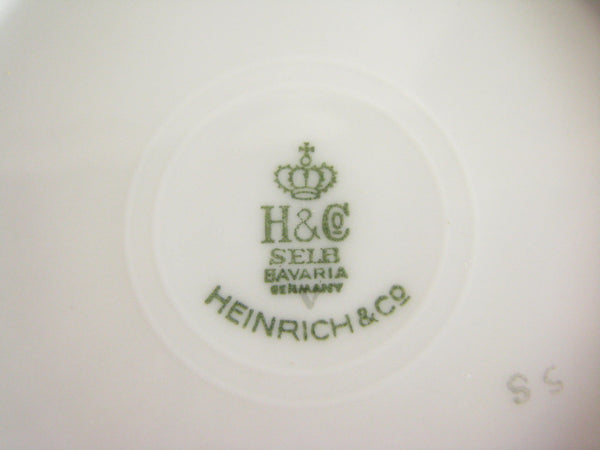 H&Co
SELB
BAVARIA
GERMANY
HEINRICH & Co
S S